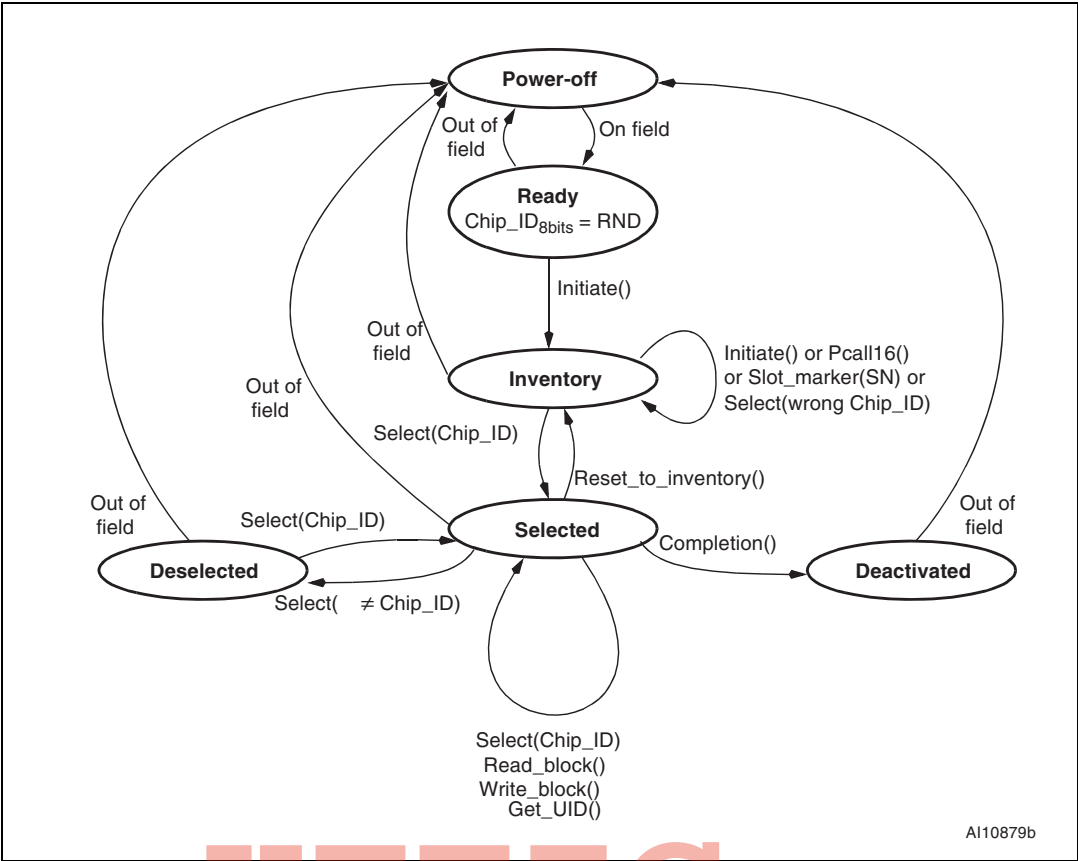 Power-off
Out of
field
On field
Ready
Chip_ID8bits = RND
Initiate()
Out of
field
Inventory
Initiate() or Pcall16()
or Slot_marker(SN) or
Select(wrong Chip_ID)
Out of
field
Select(Chip_ID)
Reset_to_inventory()
Out of
field
Select(Chip_ID)
Selected
Completion()
Out of
field
Deselected
Deactivated
Select( ≠ Chip_ID)
Select(Chip_ID)
Read_block()
Write_block()
Get_UID()
AI10879b